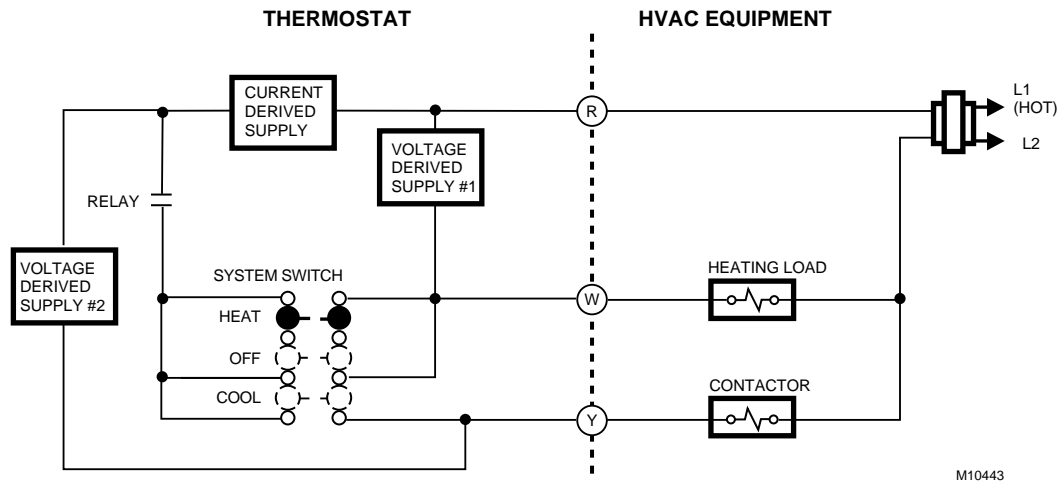 THERMOSTAT
HVAC EQUIPMENT
CURRENT
DERIVED
SUPPLY
R
L1
(HOT)
L2
VOLTAGE
DERIVED
SUPPLY #1
RELAY
VOLTAGE
DERIVED
SUPPLY #2
SYSTEM SWITCH
HEAT
OFF
COOL
W
HEATING LOAD
CONTACTOR
Y
M10443